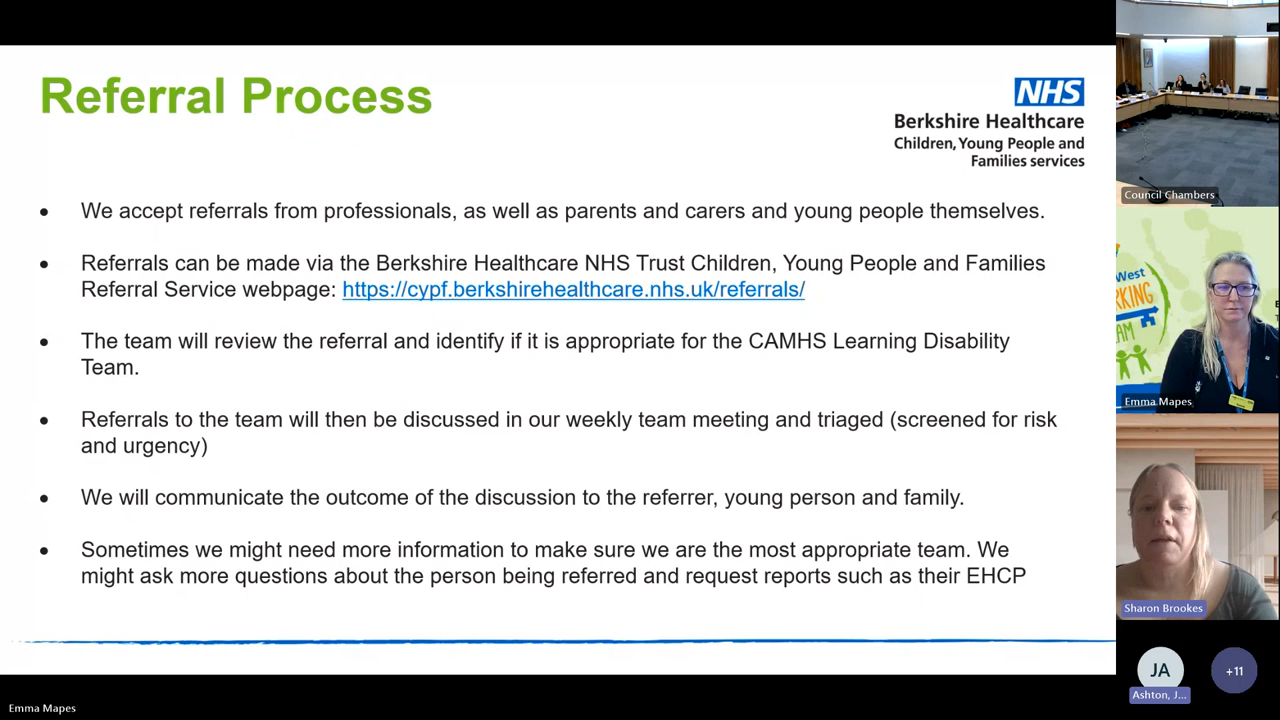 Referral Process
NHS
Berkshire Healthcare
Children, Young People and
Families services
• We accept referrals from professionals, as well as parents and carers and young people themselves.
• Referrals can be made via the Berkshire Healthcare NHS Trust Children, Young People and Families
Referral Service webpage: https://cypf.berkshirehealthcare.nhs.uk/referrals/
• The team will review the referral and identify if it is appropriate for the CAMHS Learning Disability
Team.
• Referrals to the team will then be discussed in our weekly team meeting and triaged (screened for risk
and urgency)
• We will communicate the outcome of the discussion to the referrer, young person and family.
• Sometimes we might need more information to make sure we are the most appropriate team. We
might ask more questions about the person being referred and request reports such as their EHCP
Emma Mapes
Council Chambers
West
Emma Mapes
Sharon Brookes
JA
Ashton, J...
+11